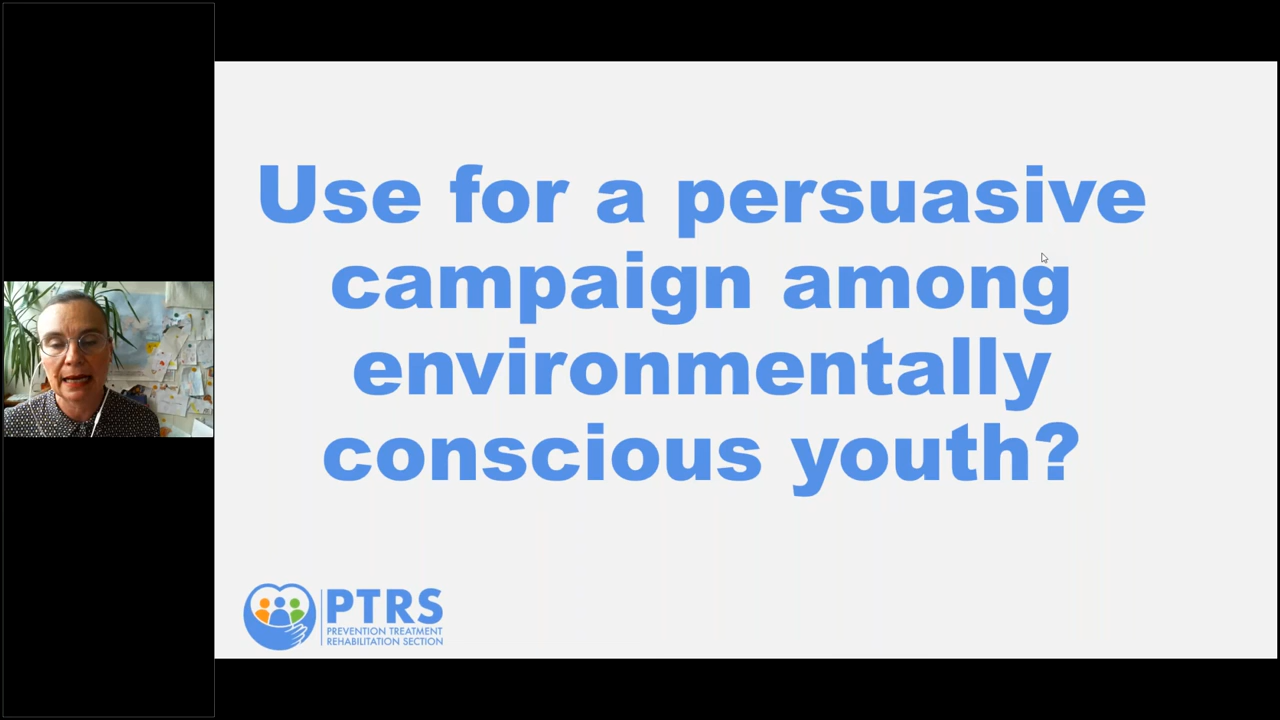 Use for a persuasive
campaign among
environmentally
conscious youth?
PTRS
PREVENTION TREATMENT
REHABILITATION SECTION